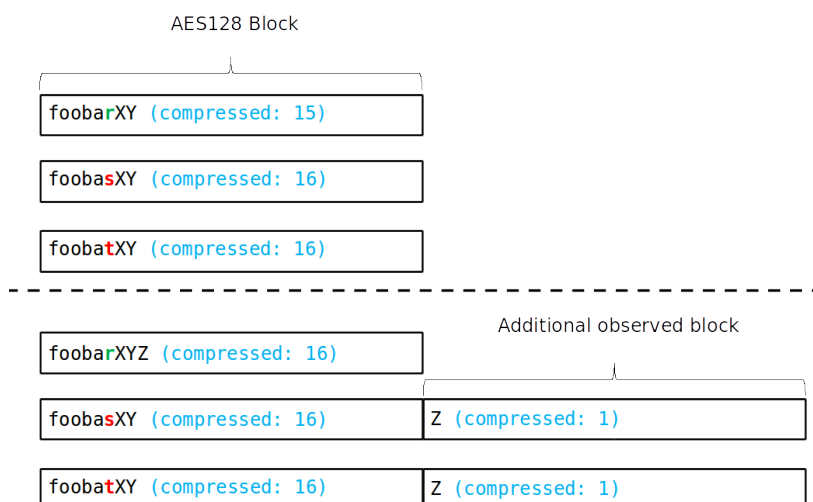 AES128 Block
foobarXY (compressed: 15)
foobasXY (compressed: 16)
foobatXY (compressed: 16)
Additional observed block
foobarXYZ (compressed: 16)
foobasXY (compressed: 16) Z (compressed: 1)
foobatXY (compressed: 16) Z (compressed: 1)